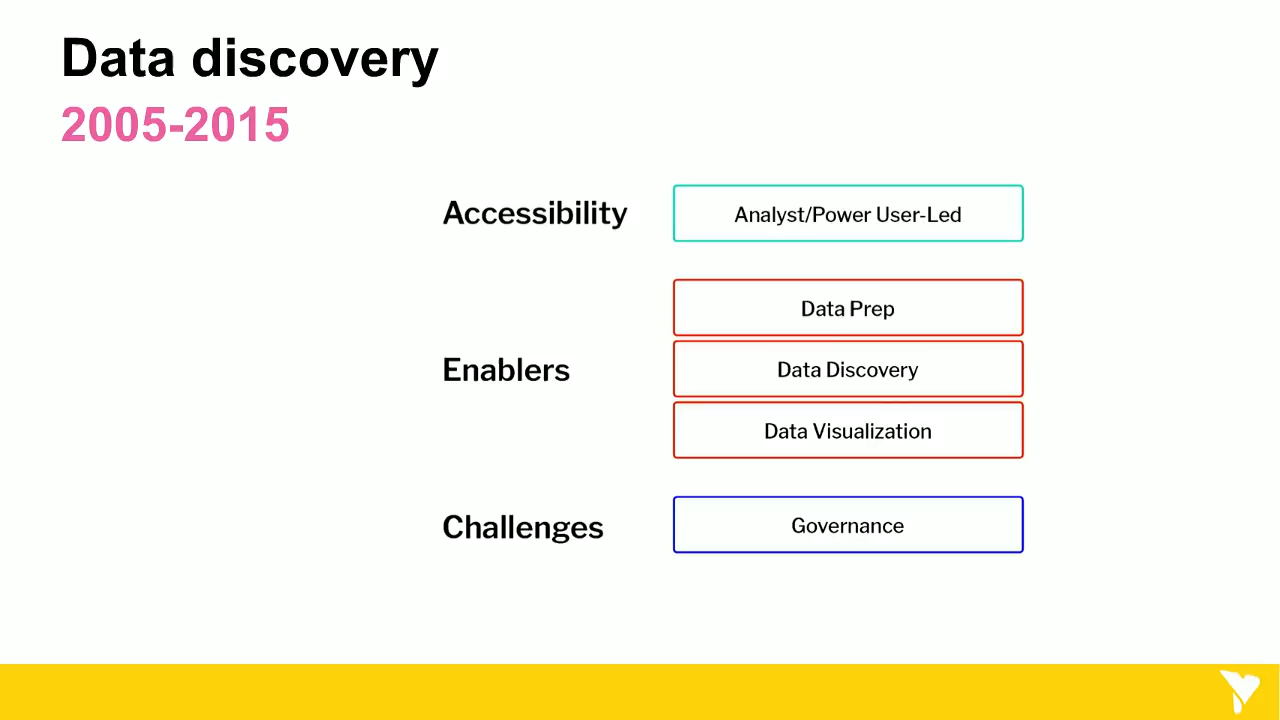 Data discovery
2005-2015
Accessibility
Analyst/Power User-Led
Data Prep
Enablers
Data Discovery
Data Visualization
Challenges
Governance